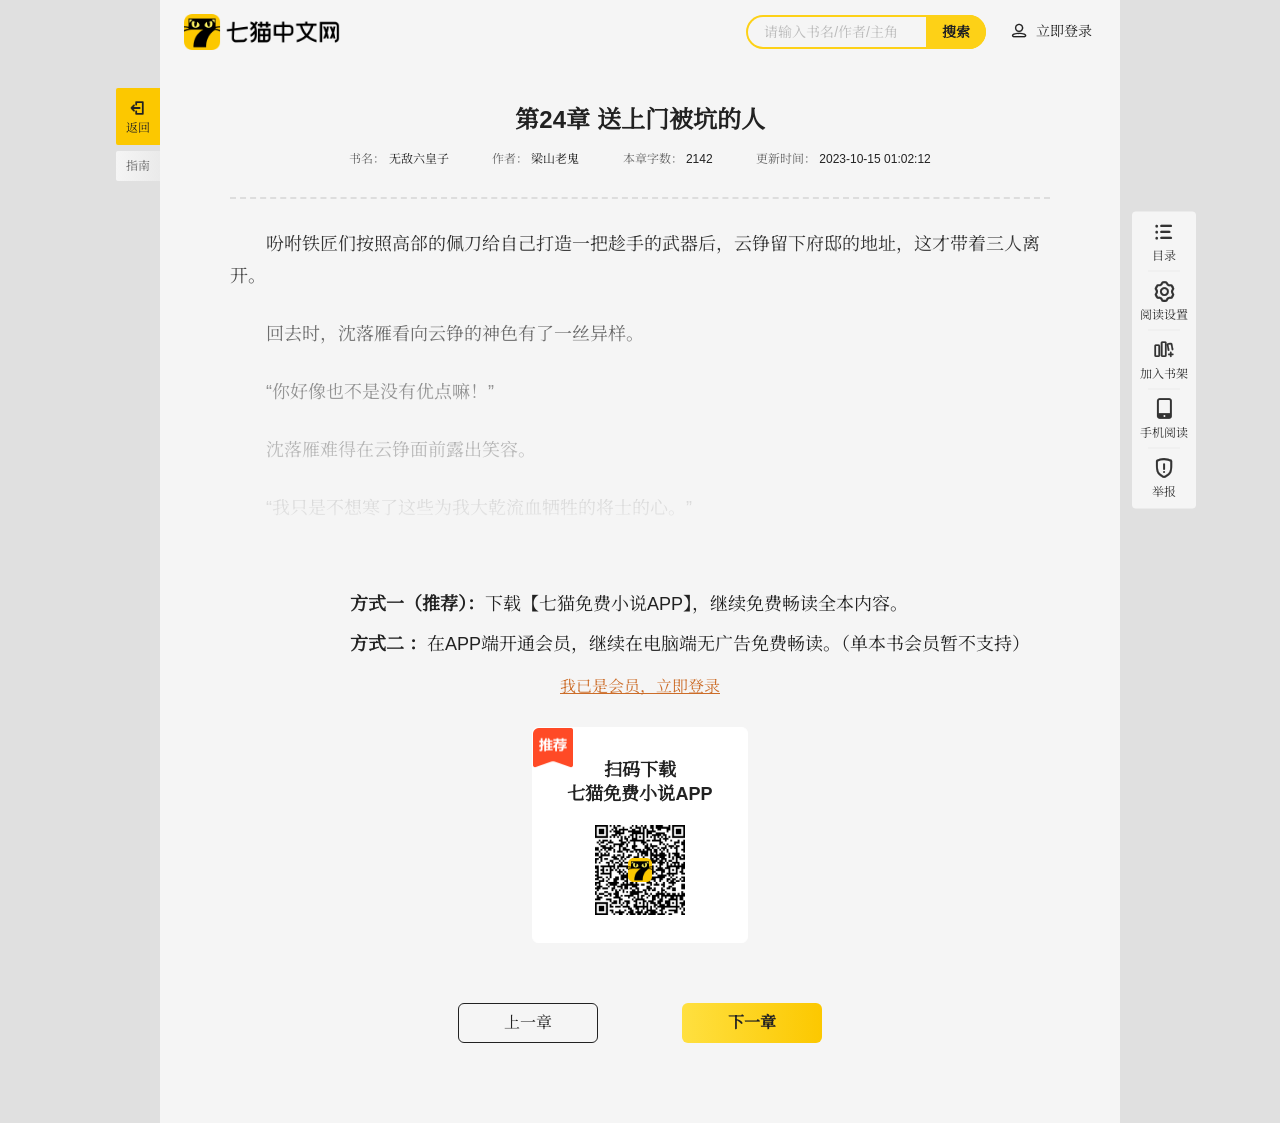 七猫中文网
请输入书名/作者/主角
搜索
立即登录
返回
指南
第24章 送上门被坑的人
书名： 无敌六皇子 作者： 梁山老鬼 本章字数： 2142 更新时间： 2023-10-15 01:02:12
吩咐铁匠们按照高郃的佩刀给自己打造一把趁手的武器后，云铮留下府邸的地址，这才带着三人离
开。
回去时，沈落雁看向云铮的神色有了一丝异样。
“你好像也不是没有优点嘛！”
沈落雁难得在云铮面前露出笑容。
“我只是不想寒了这些为我大乾流血牺牲的将士的心。”
目录
阅读设置
加入书架
手机阅读
举报
方式一（推荐）：下载【七猫免费小说APP】，继续免费畅读全本内容。
方式二 ：在APP端开通会员，继续在电脑端无广告免费畅读。（单本书会员暂不支持）
我已是会员，立即登录
推荐
扫码下载
七猫免费小说APP
上一章
下一章